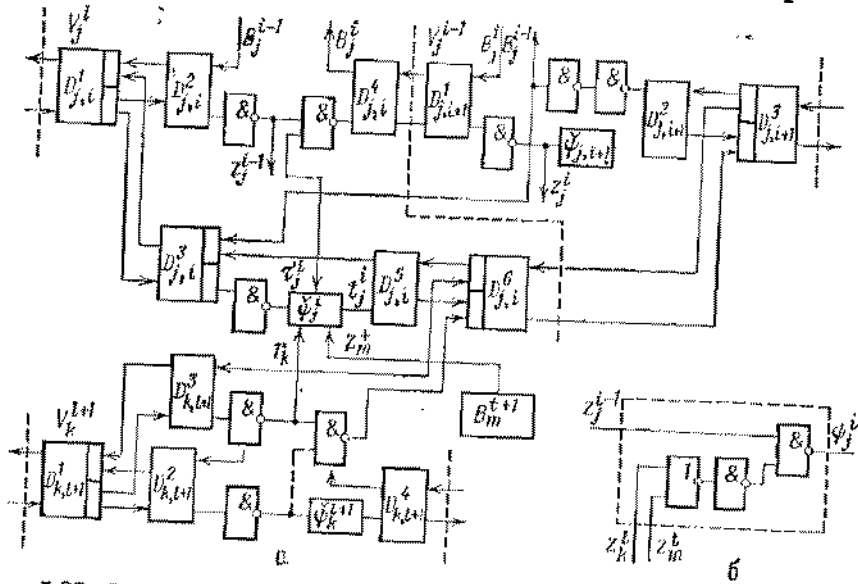 V_j^i B_j^{i-1} B_j^i V_j^{i-1} B_j^i B_j^{i-1}
D_{j,i}^1 D_{j,i}^2 & & D_{j,i}^4 D_{j,i+1}^1 & & & D_{j,i+1}^2 D_{j,i+1}^3
Ψ_{j,i+1}
z_j^{i-1} z_j^i
D_{j,i}^3 & Ψ_j^i D_{j,i}^5 D_{j,i}^6
z_m^t
D_{k,i+1}^3 & & B_m^{t+1}
V_k^{i+1}
D_{k,i+1}^1 D_{k,i+1}^2 & Ψ_k^{i+1} D_{k,i+1}^4
а
z_j^{i-1} & Ψ_j^i
1 &
z_k^t z_m^t
б